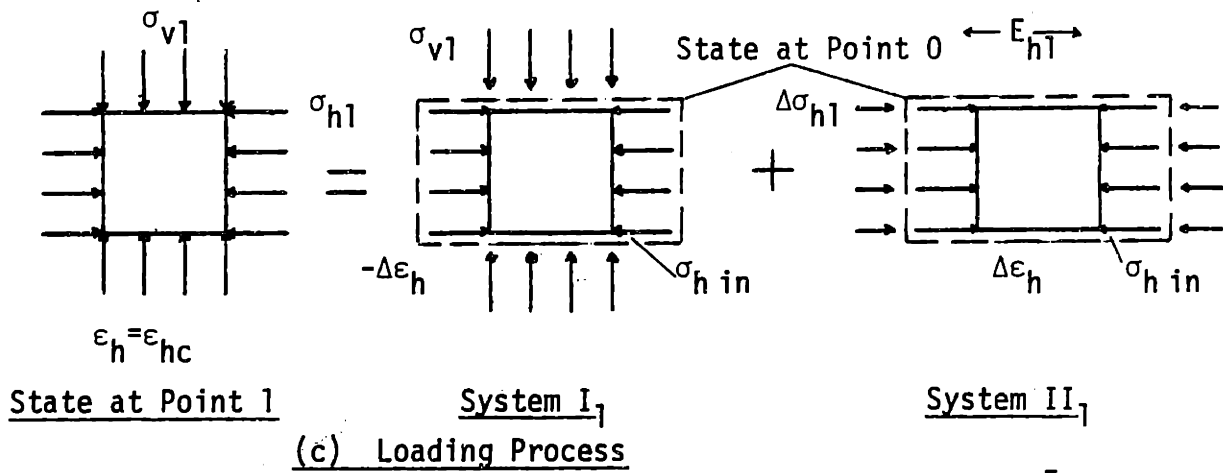 σv1
σh1
=
εh=εhc
State at Point 1
σv1
State at Point 0
← Eh1 →
-Δεh
σh in
System I1
+
Δσh1
Δεh
σh in
System II1
(c) Loading Process